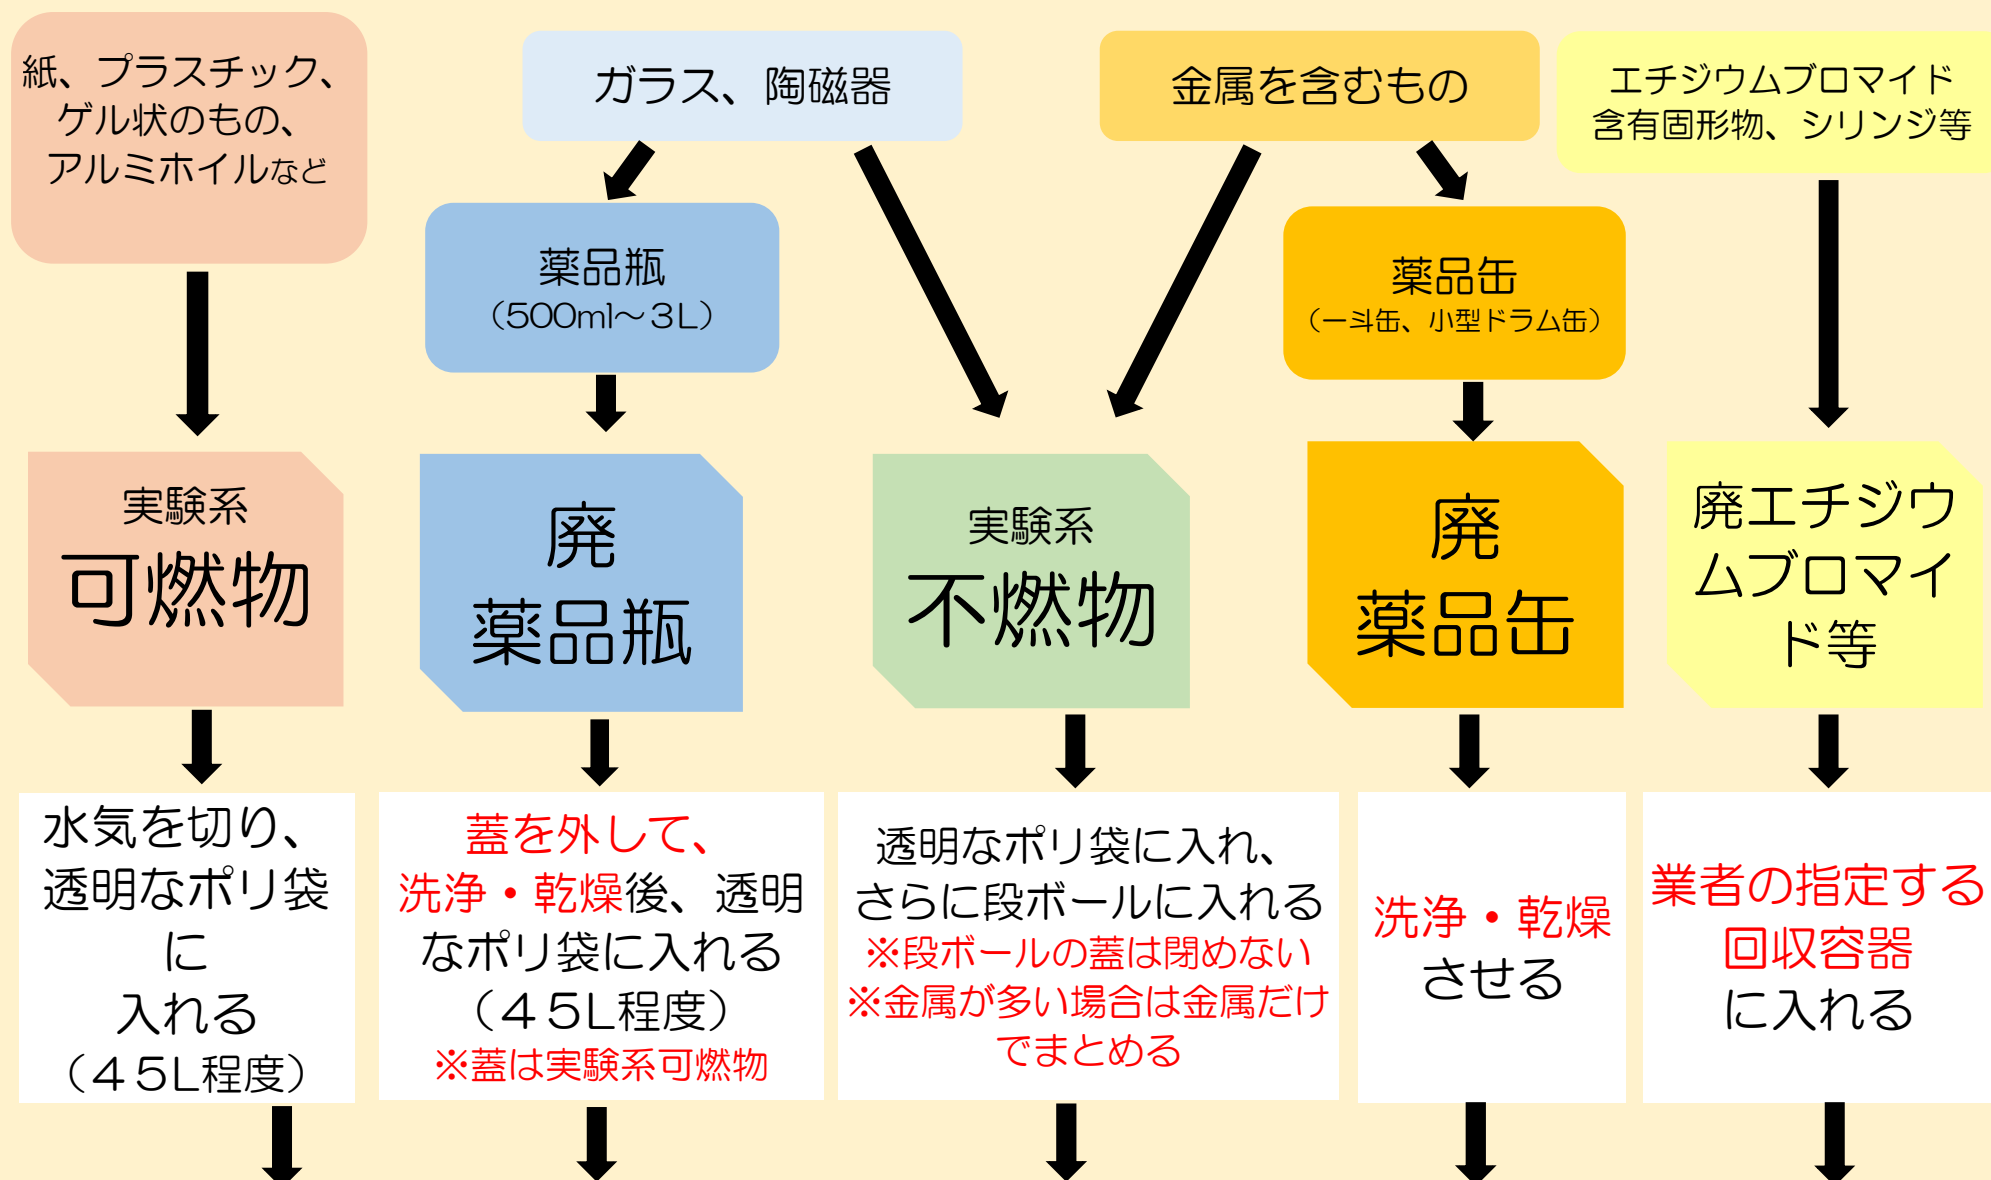 紙、プラスチック、
ゲル状のもの、
アルミホイルなど
ガラス、陶磁器
金属を含むもの
エチジウムブロマイド
含有固形物、シリンジ等
薬品瓶
（500ml～３L）
薬品缶
（一斗缶、小型ドラム缶）
実験系
可燃物
廃
薬品瓶
実験系
不燃物
廃
薬品缶
廃エチジウ
ムブロマイ
ド等
水気を切り、
透明なポリ袋
に
入れる
（４５L程度）
蓋を外して、
洗浄・乾燥後、透明
なポリ袋に入れる
（４５L程度）
※蓋は実験系可燃物
透明なポリ袋に入れ、
さらに段ボールに入れる
※段ボールの蓋は閉めない
※金属が多い場合は金属だけ
でまとめる
洗浄・乾燥
させる
業者の指定する
回収容器
に入れる